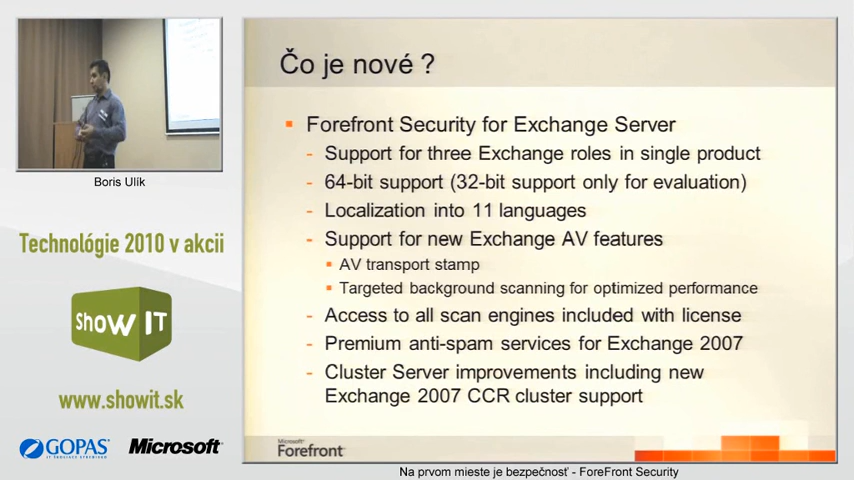 Boris Ulík
Technológie 2010 v akcii
ShoW IT
www.showit.sk
GOPAS
Microsoft
Čo je nové ?
Forefront Security for Exchange Server
- Support for three Exchange roles in single product
- 64-bit support (32-bit support only for evaluation)
- Localization into 11 languages
- Support for new Exchange AV features
AV transport stamp
Targeted background scanning for optimized performance
- Access to all scan engines included with license
- Premium anti-spam services for Exchange 2007
- Cluster Server improvements including new
Exchange 2007 CCR cluster support
Microsoft
Forefront
Na prvom mieste je bezpečnosť - ForeFront Security